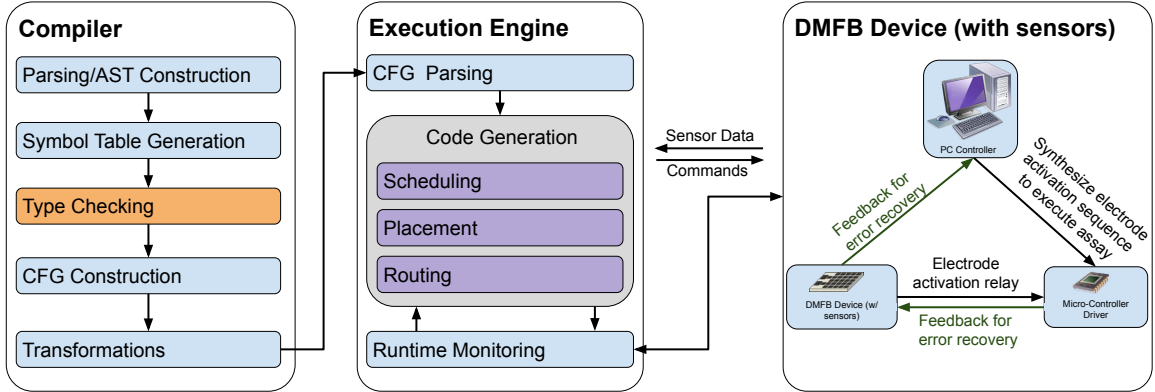 Compiler
Parsing/AST Construction
Symbol Table Generation
Type Checking
CFG Construction
Transformations
Execution Engine
CFG Parsing
Code Generation
Scheduling
Placement
Routing
Runtime Monitoring
Sensor Data
Commands
DMFB Device (with sensors)
PC Controller
Feedback for
error recovery
Synthesize electrode
activation sequence
to execute assay
DMFB Device (w/
sensors)
Electrode
activation relay
Feedback for
error recovery
Micro-Controller
Driver